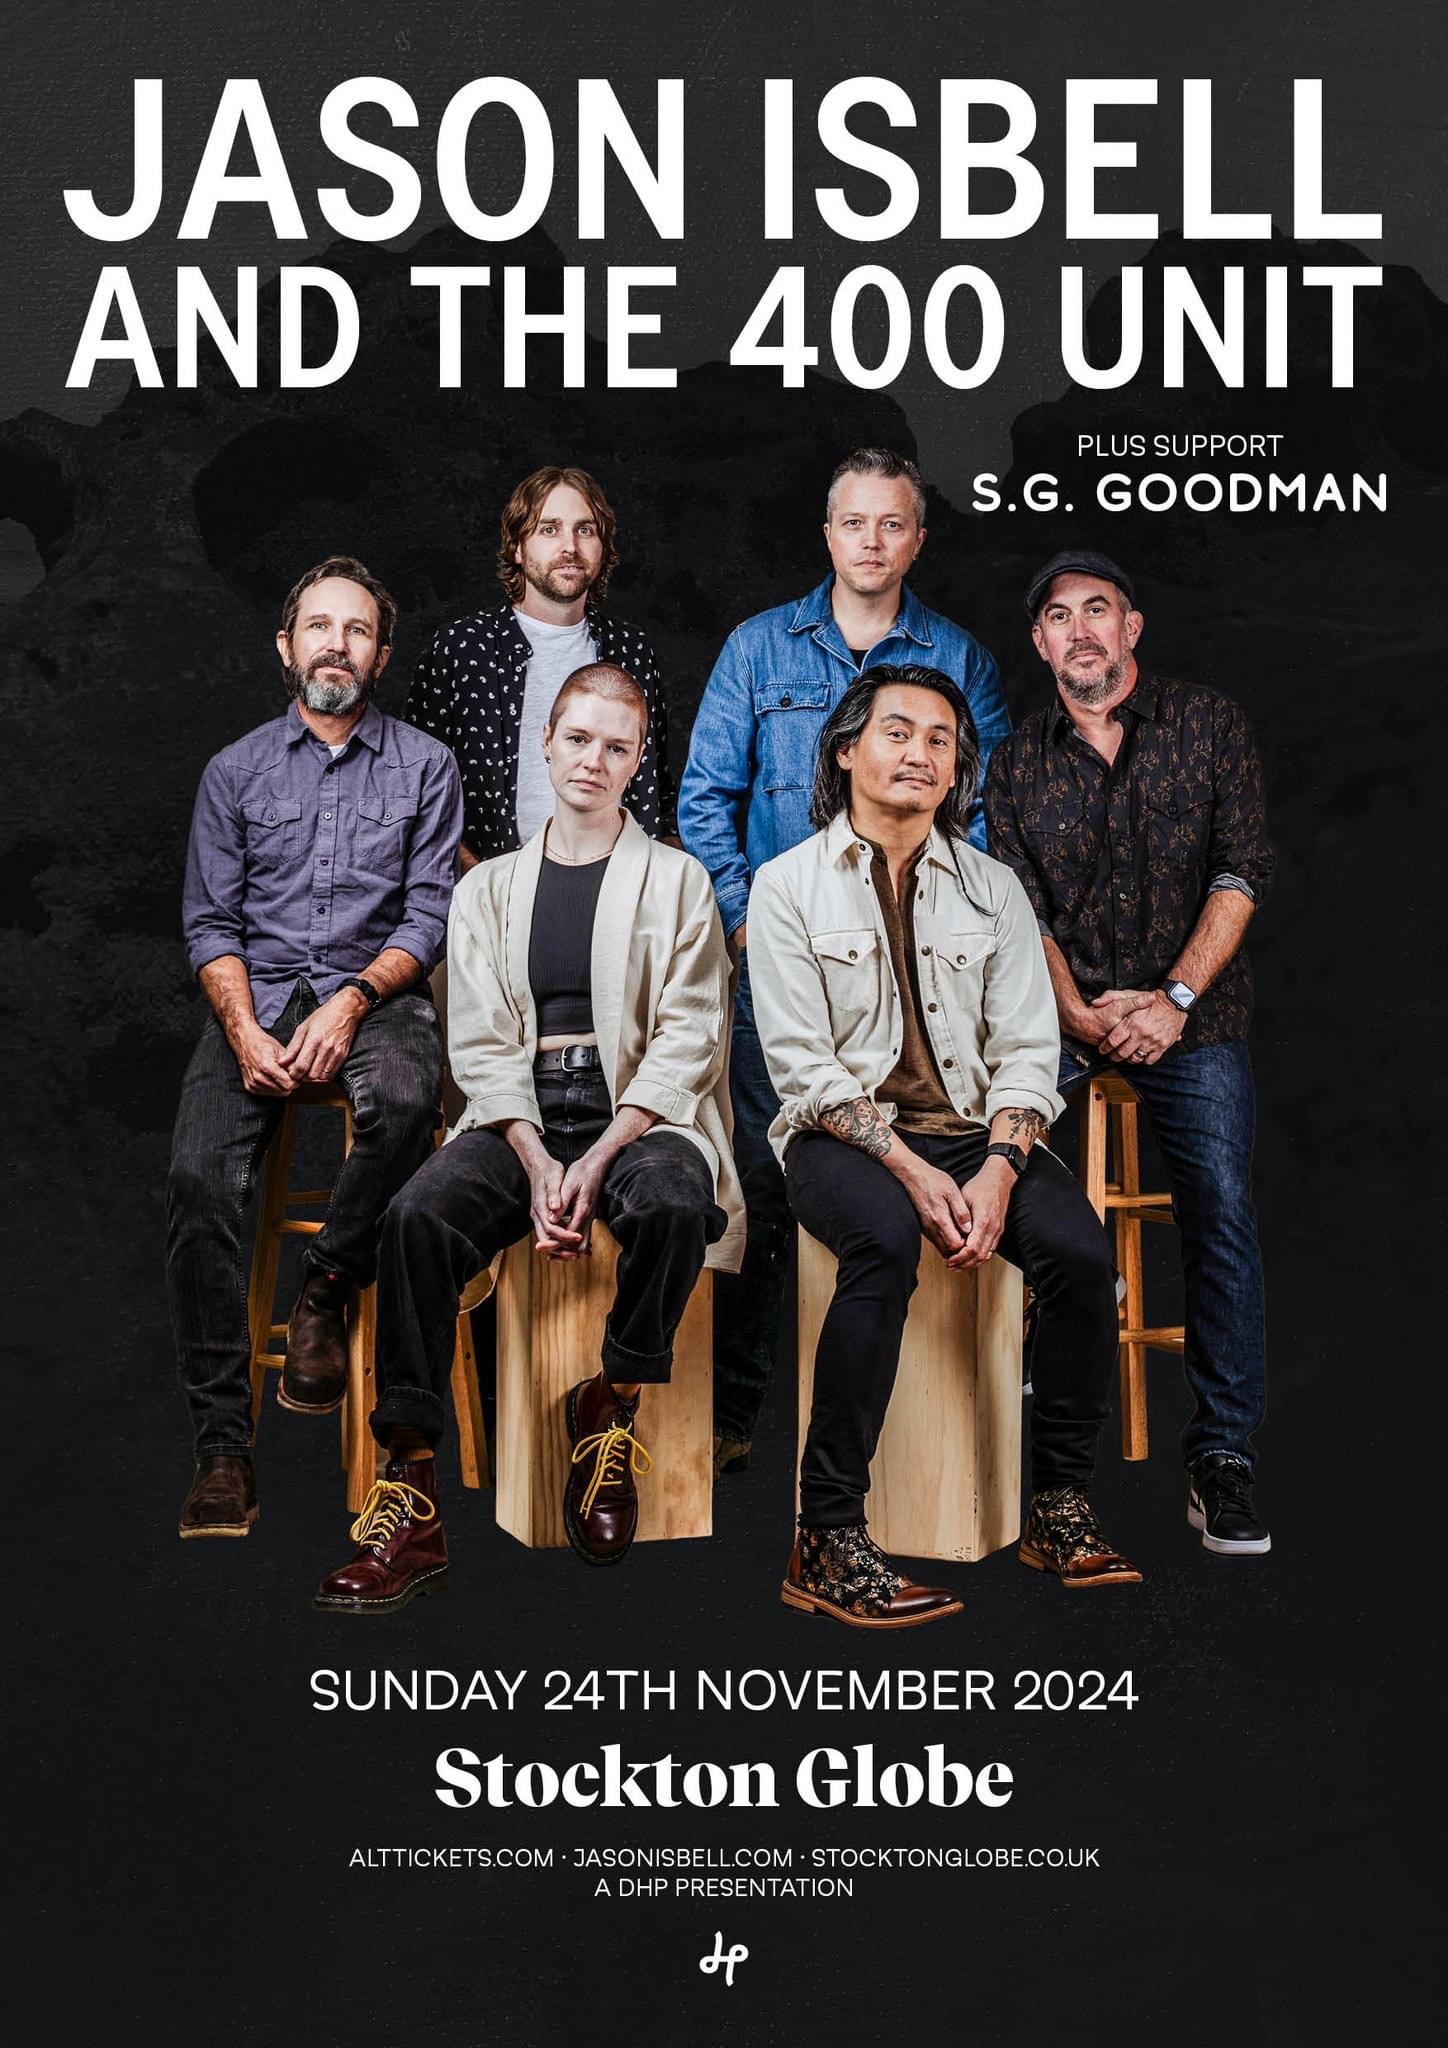 JASON ISBELL
AND THE 400 UNIT
PLUS SUPPORT
S.G. GOODMAN
SUNDAY 24TH NOVEMBER 2024
Stockton Globe
ALTTICKETS.COM · JASONISBELL.COM · STOCKTONGLOBE.CO.UK
A DHP PRESENTATION